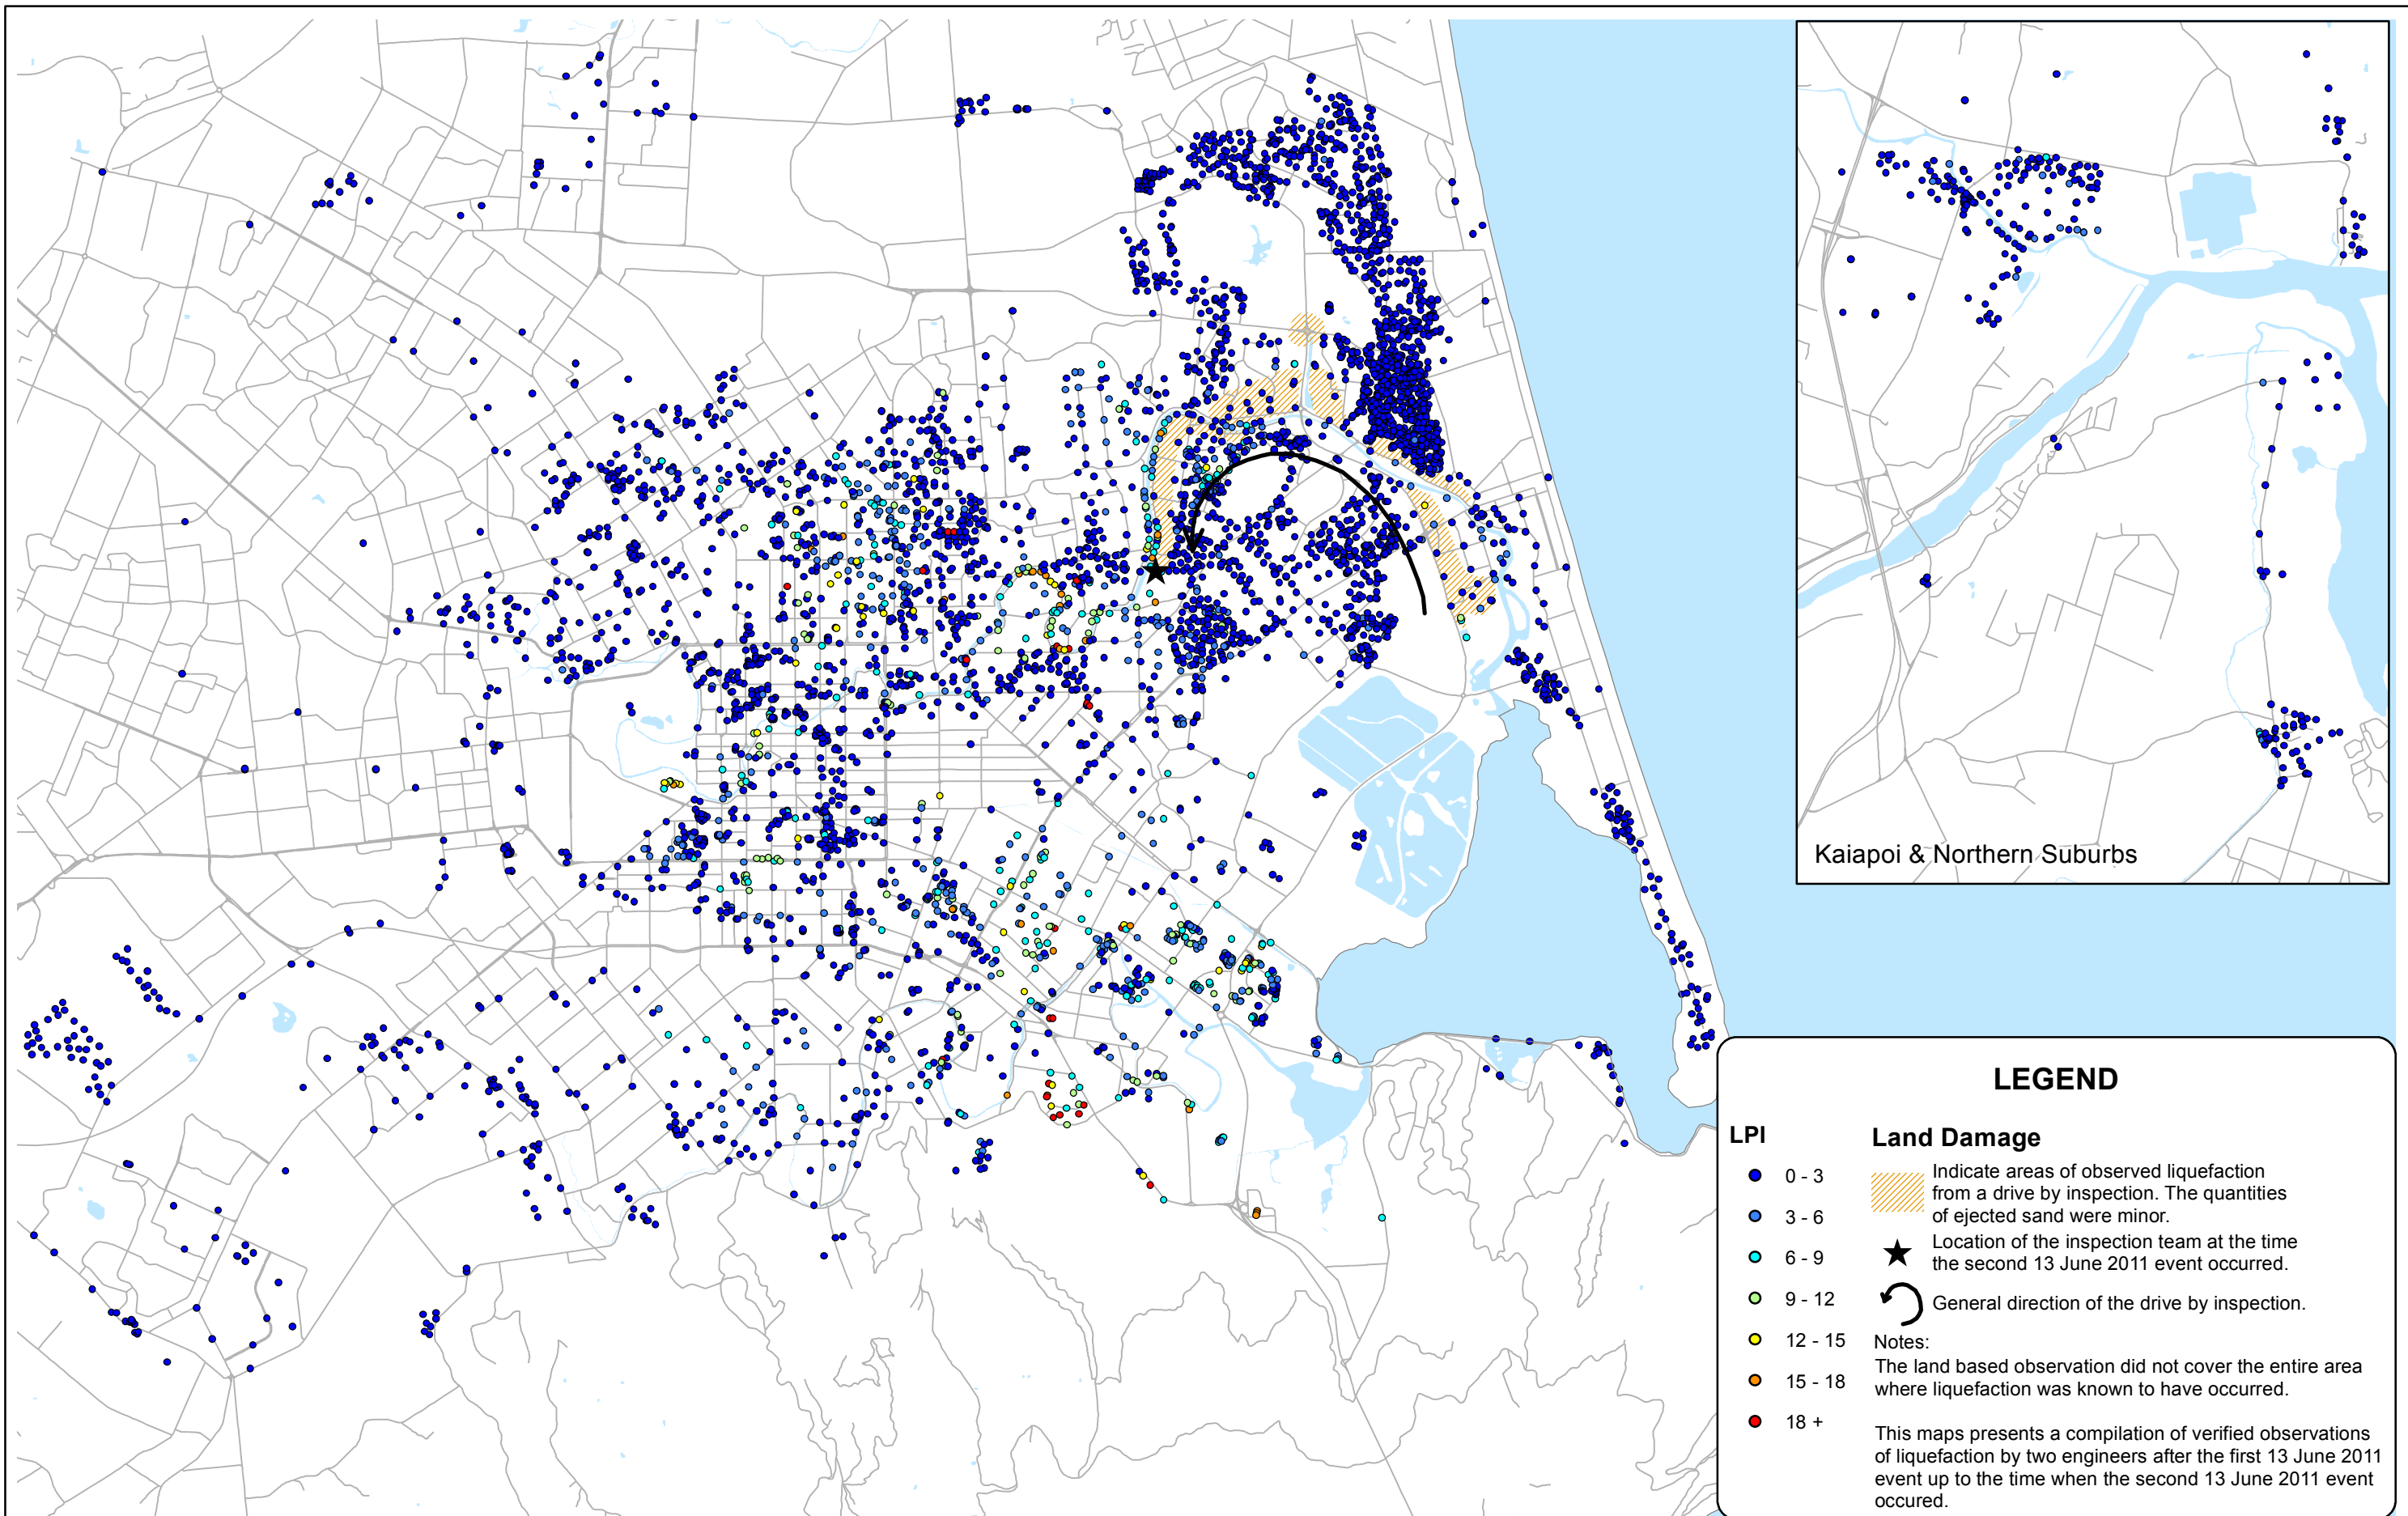 Kaiapoi & Northern Suburbs
LEGEND
LPI
0 - 3
3 - 6
6 - 9
9 - 12
12 - 15
15 - 18
18 +
Land Damage
Indicate areas of observed liquefaction
from a drive by inspection. The quantities
of ejected sand were minor.
Location of the inspection team at the time
the second 13 June 2011 event occurred.
General direction of the drive by inspection.
Notes:
The land based observation did not cover the entire area
where liquefaction was known to have occurred.
This maps presents a compilation of verified observations
of liquefaction by two engineers after the first 13 June 2011
event up to the time when the second 13 June 2011 event
occured.